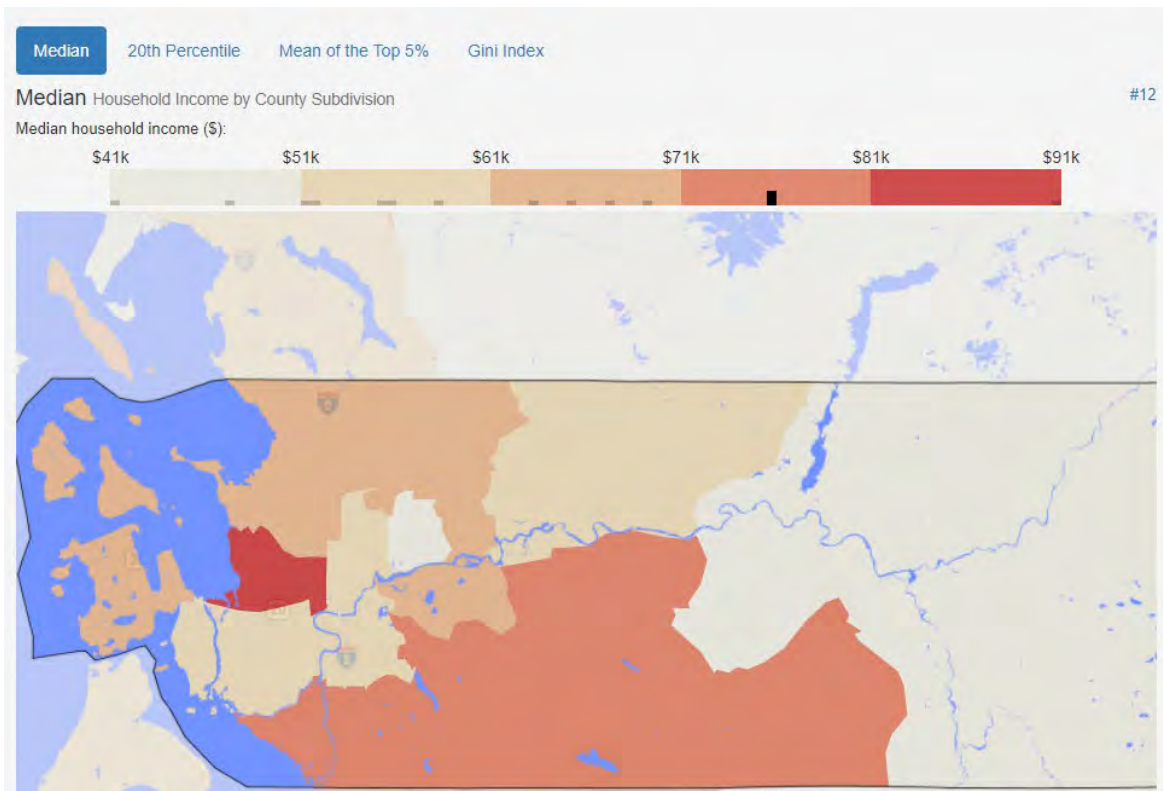 Median 20th Percentile Mean of the Top 5% Gini Index
Median Household Income by County Subdivision #12
Median household income ($):
$41k $51k $61k $71k $81k $91k